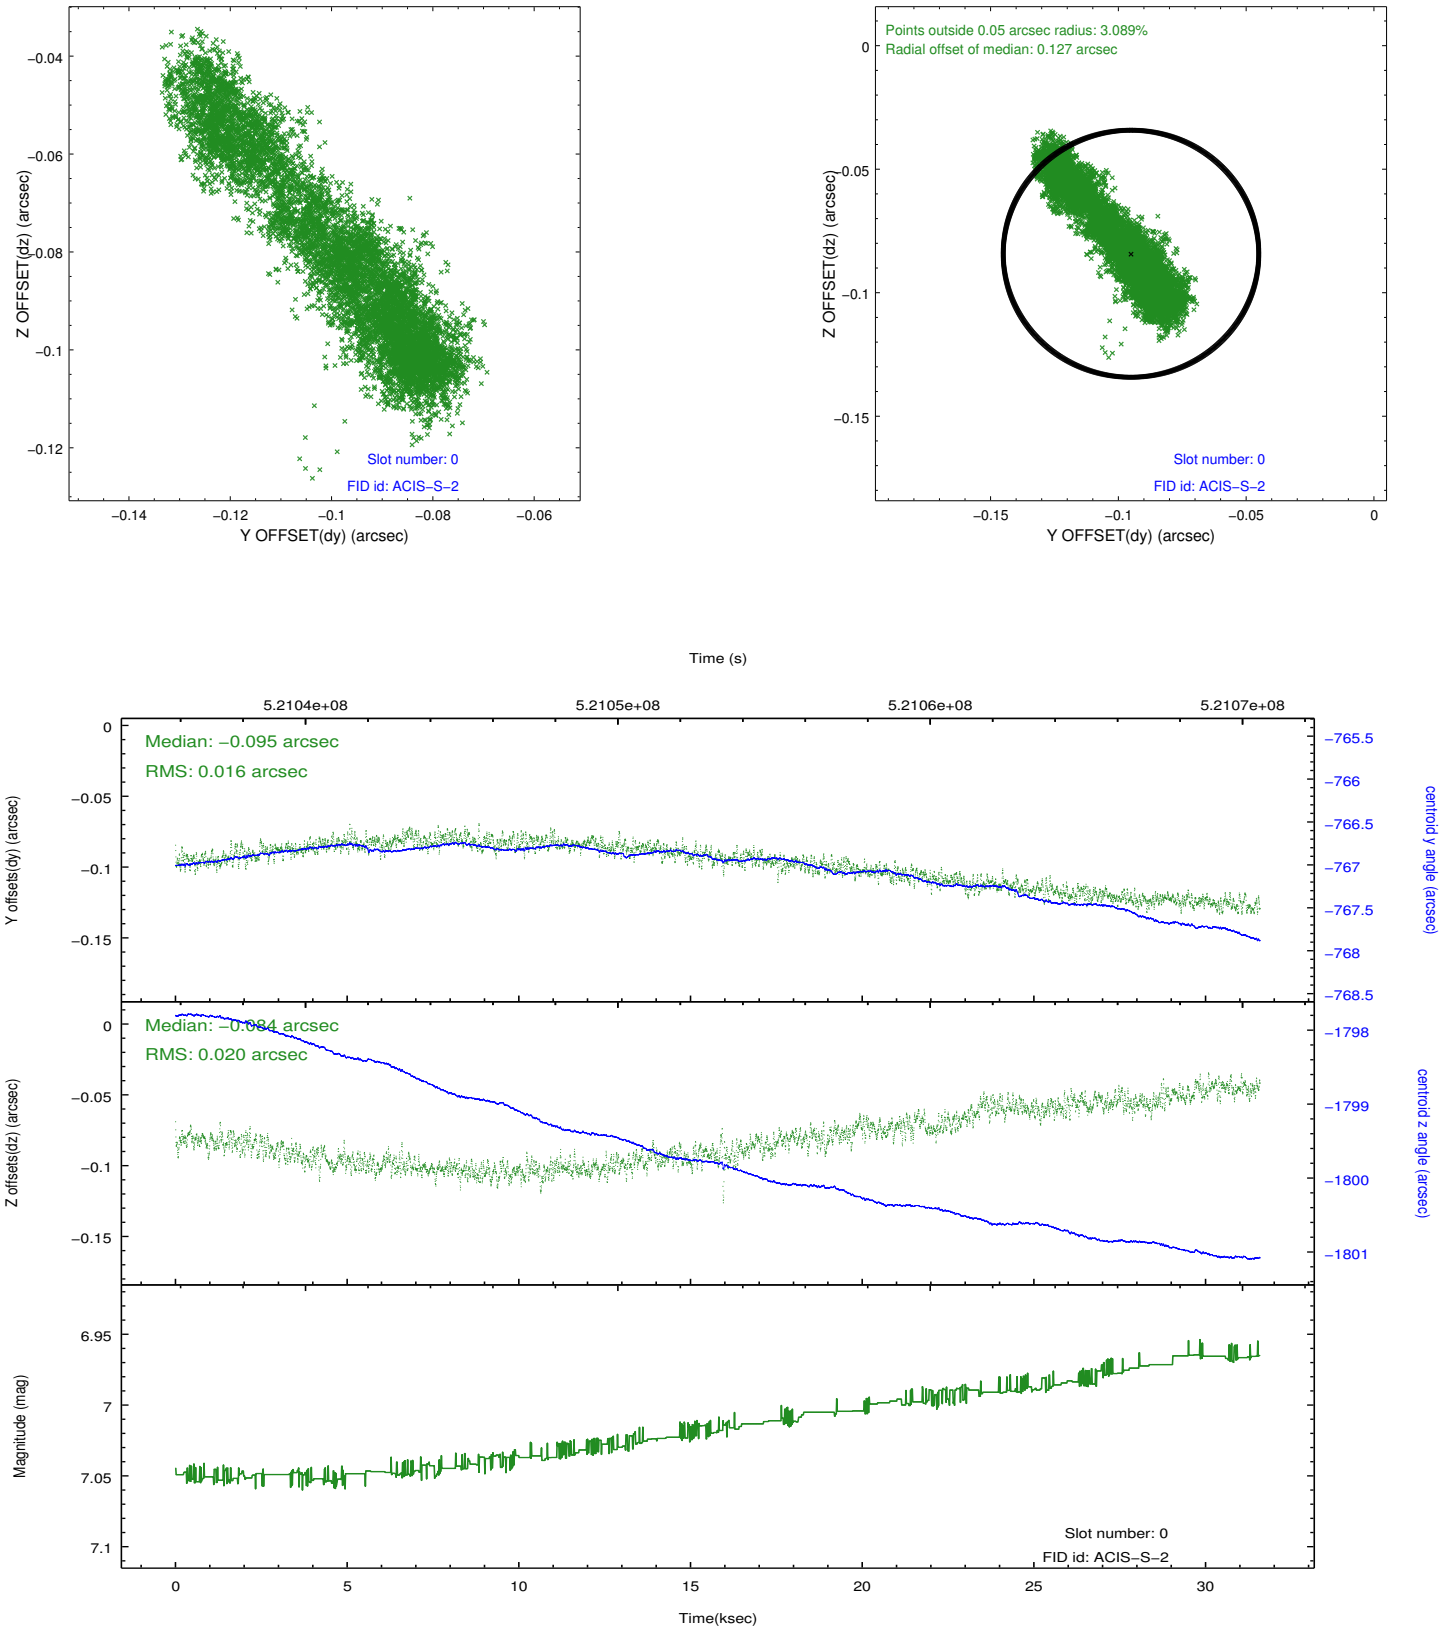 −0.04
−0.06
−0.08
−0.1
−0.12
Z OFFSET(dz) (arcsec)
Slot number: 0
FID id: ACIS−S−2
−0.14
−0.12
−0.1
−0.08
−0.06
Y OFFSET(dy) (arcsec)
Points outside 0.05 arcsec radius: 3.089%
Radial offset of median: 0.127 arcsec
0
−0.05
−0.1
−0.15
Z OFFSET(dz) (arcsec)
Slot number: 0
FID id: ACIS−S−2
−0.15
−0.1
−0.05
0
Y OFFSET(dy) (arcsec)
Time (s)
5.2104e+08
5.2105e+08
5.2106e+08
5.2107e+08
Median: −0.095 arcsec
RMS: 0.016 arcsec
0
−0.05
−0.1
−0.15
Y offsets(dy) (arcsec)
−765.5
−766
−766.5
−767
−767.5
−768
−768.5
centroid y angle (arcsec)
Median: −0.084 arcsec
RMS: 0.020 arcsec
0
−0.05
−0.1
−0.15
Z offsets(dz) (arcsec)
−1798
−1799
−1800
−1801
centroid z angle (arcsec)
6.95
7
7.05
7.1
Magnitude (mag)
Slot number: 0
FID id: ACIS−S−2
0
5
10
15
20
25
30
Time(ksec)